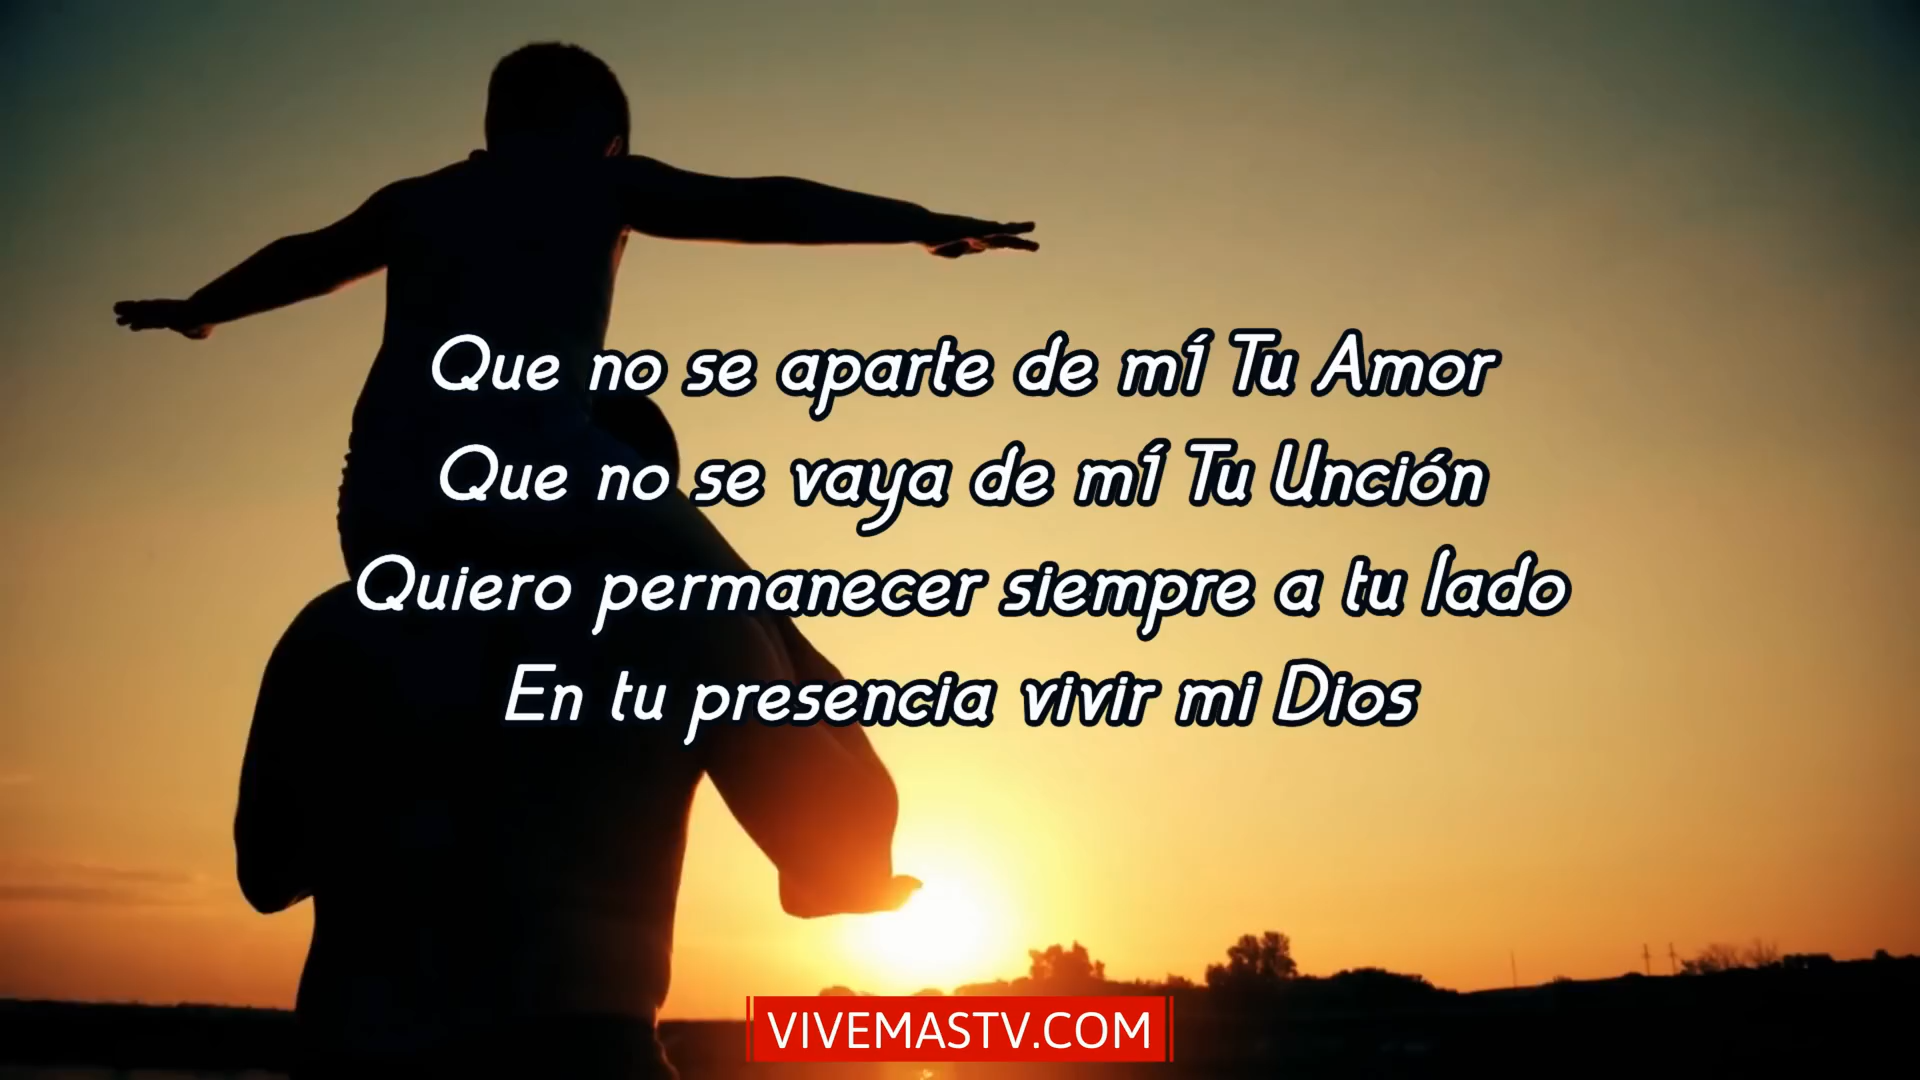 Que no se aparte de mí Tu Amor
Que no se vaya de mí Tu Unción
Quiero permanecer siempre a tu lado
En tu presencia vivir mi Dios
VIVEMASTV.COM